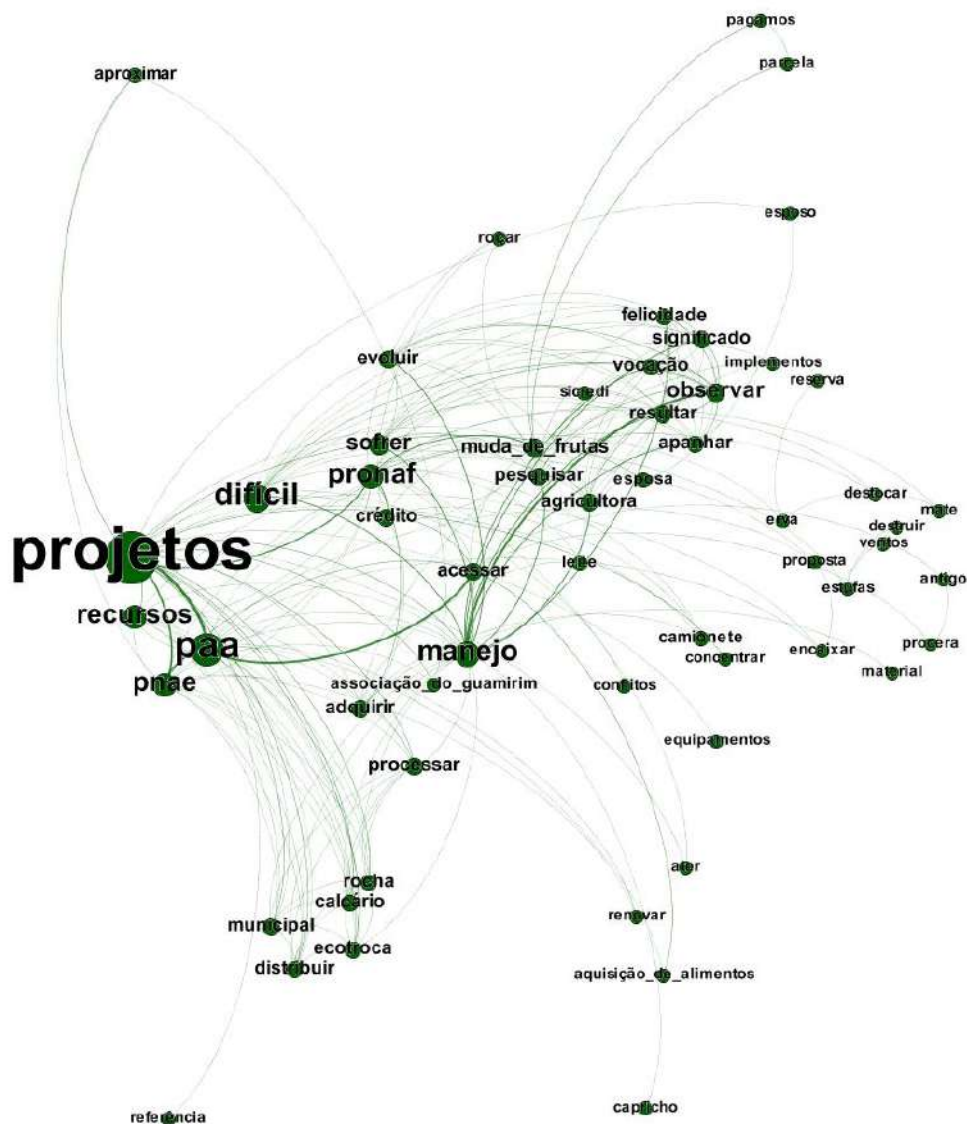 pagamos
parcela
aproximar
esposo
roçar
felicidade
significado
evoluir
vocação
implementos
reserva
observar
sicredi
resultar
sofrer
muda_de_frutas
apanhar
pronaf
pesquisar
esposa
difícil
agricultora
deslocar
crédito
erva
mate
destruir
ventos
projetos
acessar
leite
proposta
antigo
estufas
recursos
paa
manejo
camionete
concentrar
encaixar
procera
material
pnae
associação_do_guamirim
conflitos
adquirir
equipamentos
processar
ater
rocha
calcário
municipal
renovar
ecotroca
distribuir
aquisição_de_alimentos
capricho
referência